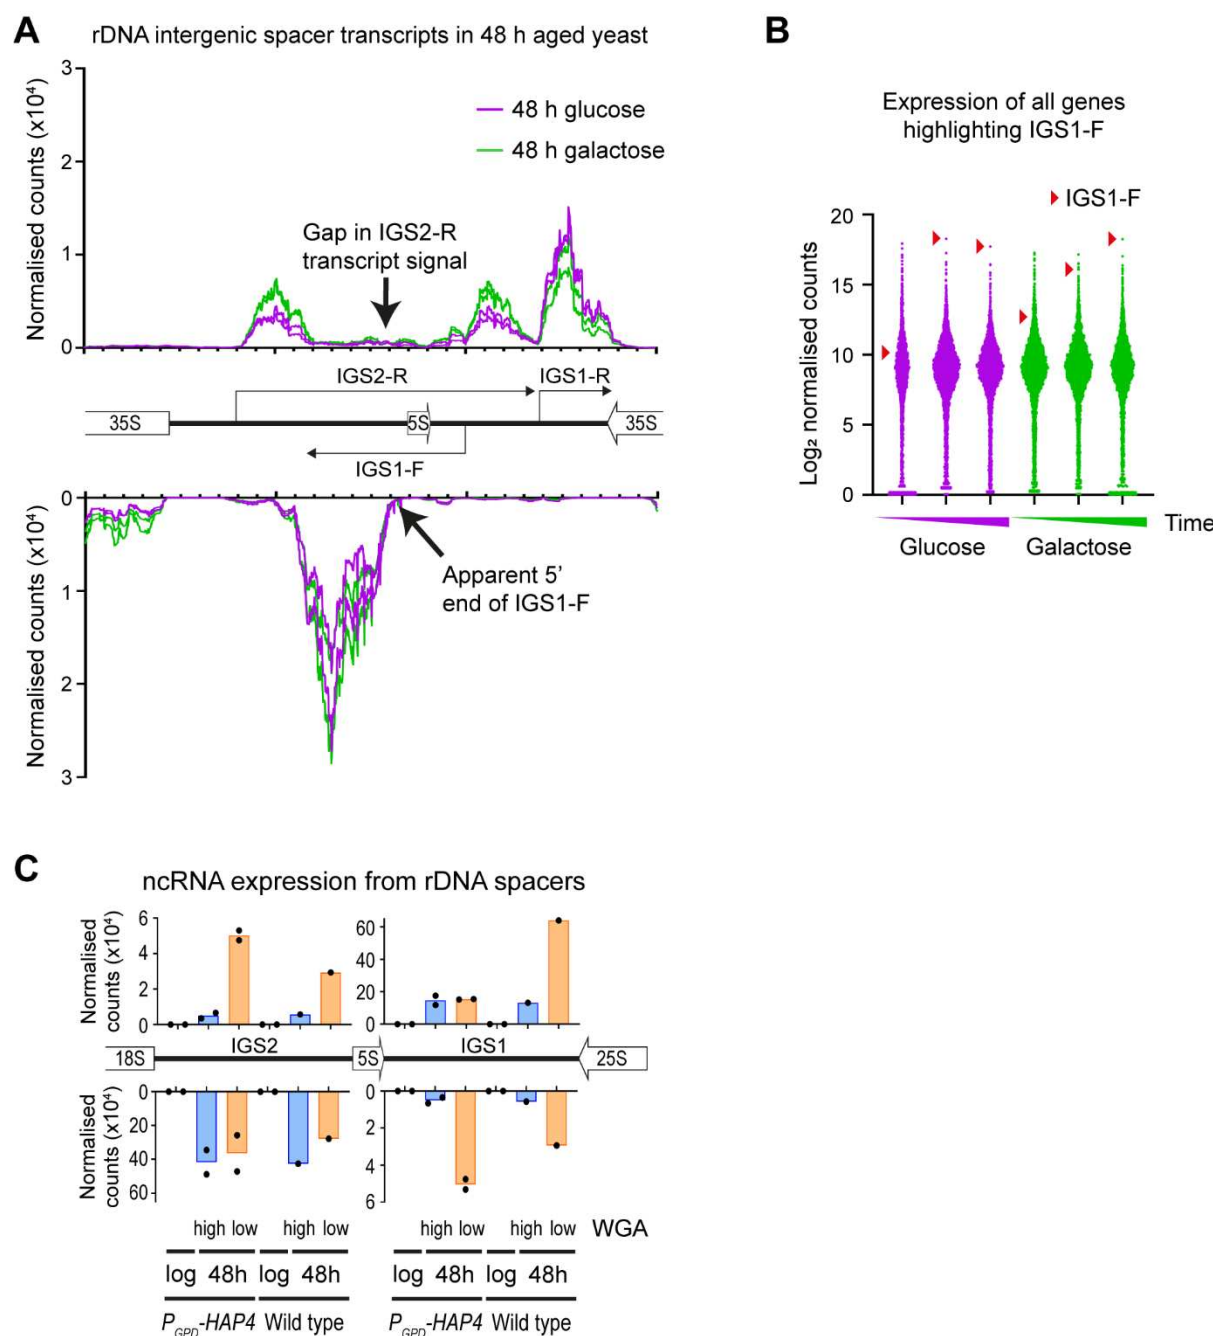 A
rDNA intergenic spacer transcripts in 48 h aged yeast
Normalised counts (x10⁴)
3
2
1
0
48 h glucose
48 h galactose
Gap in IGS2-R
transcript signal
IGS2-R
IGS1-R
35S
5S
35S
IGS1-F
Normalised counts (x10⁴)
0
1
2
3
Apparent 5’
end of IGS1-F
B
Expression of all genes
highlighting IGS1-F
IGS1-F
Log₂ normalised counts
20
15
10
5
0
Time
Glucose
Galactose
C
ncRNA expression from rDNA spacers
Normalised
counts (x10⁴)
6
4
2
0
60
40
20
0
18S
IGS2
5S
IGS1
25S
Normalised
counts (x10⁴)
0
20
40
60
0
2
4
6
high low
high low
high low
high low
WGA
log
48h
log
48h
log
48h
log
48h
P_GPD-HAP4
Wild type
P_GPD-HAP4
Wild type